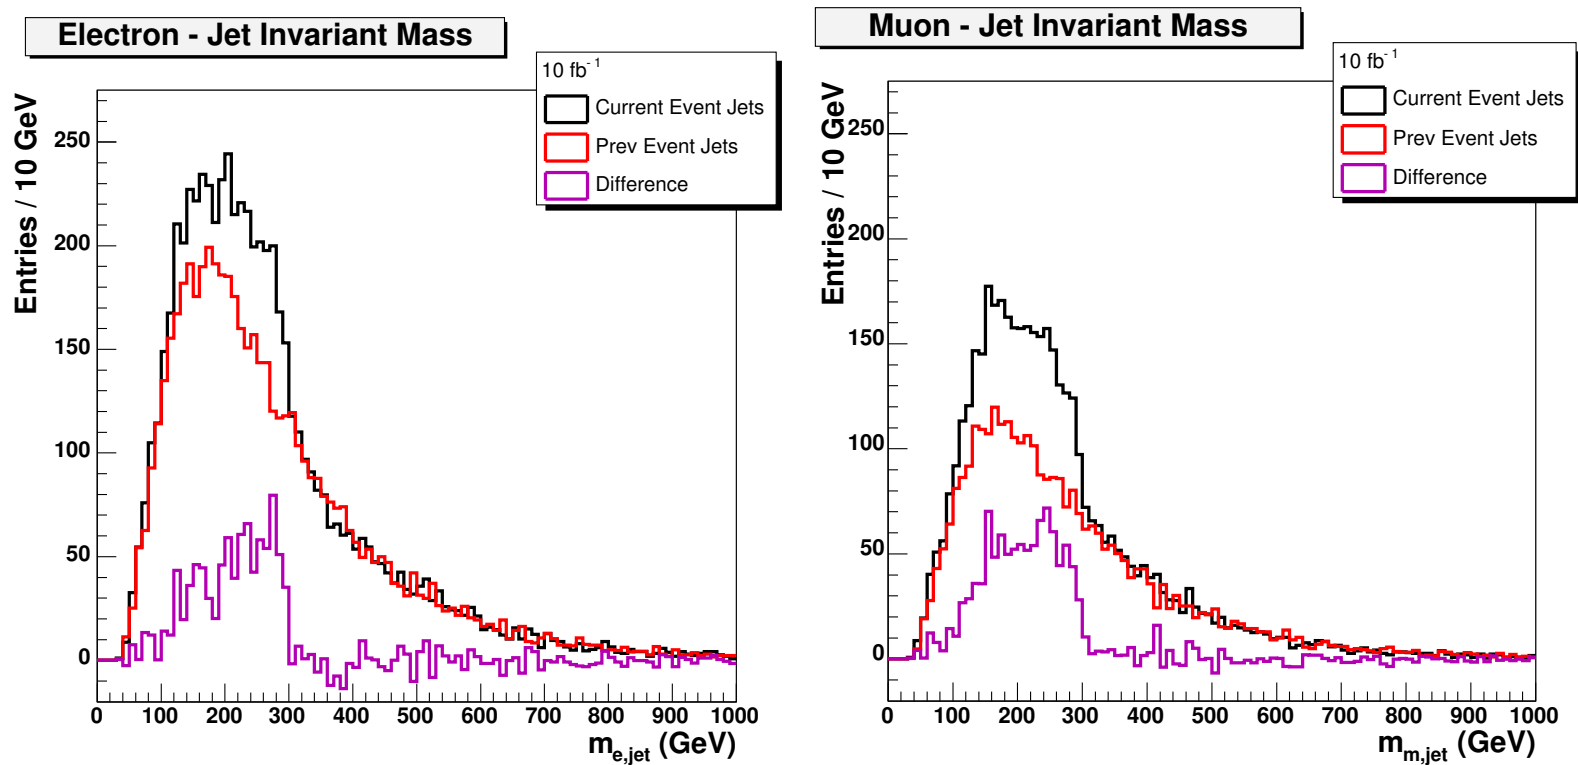 Electron - Jet Invariant Mass
10 fb⁻¹
Current Event Jets
Prev Event Jets
Difference
Entries / 10 GeV
250
200
150
100
50
0
0 100 200 300 400 500 600 700 800 900 1000
m_e,jet (GeV)
Muon - Jet Invariant Mass
10 fb⁻¹
Current Event Jets
Prev Event Jets
Difference
Entries / 10 GeV
250
200
150
100
50
0
0 100 200 300 400 500 600 700 800 900 1000
m_m,jet (GeV)